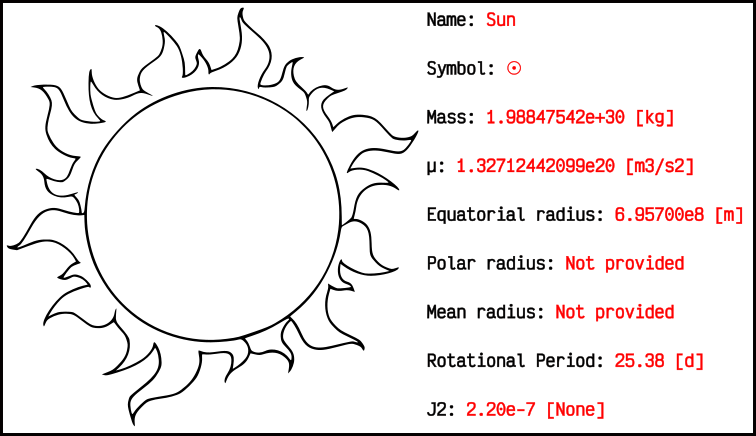 Name: Sun
Symbol: ☉
Mass: 1.98847542e+30 [kg]
μ: 1.32712442099e20 [m3/s2]
Equatorial radius: 6.95700e8 [m]
Polar radius: Not provided
Mean radius: Not provided
Rotational Period: 25.38 [d]
J2: 2.20e-7 [None]